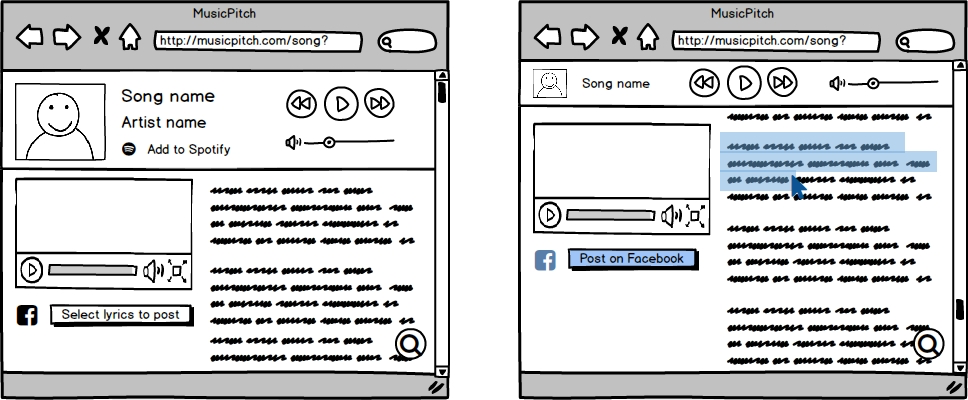 MusicPitch
http://musicpitch.com/song?
Song name
Artist name
Add to Spotify
Select lyrics to post
MusicPitch
http://musicpitch.com/song?
Song name
Post on Facebook